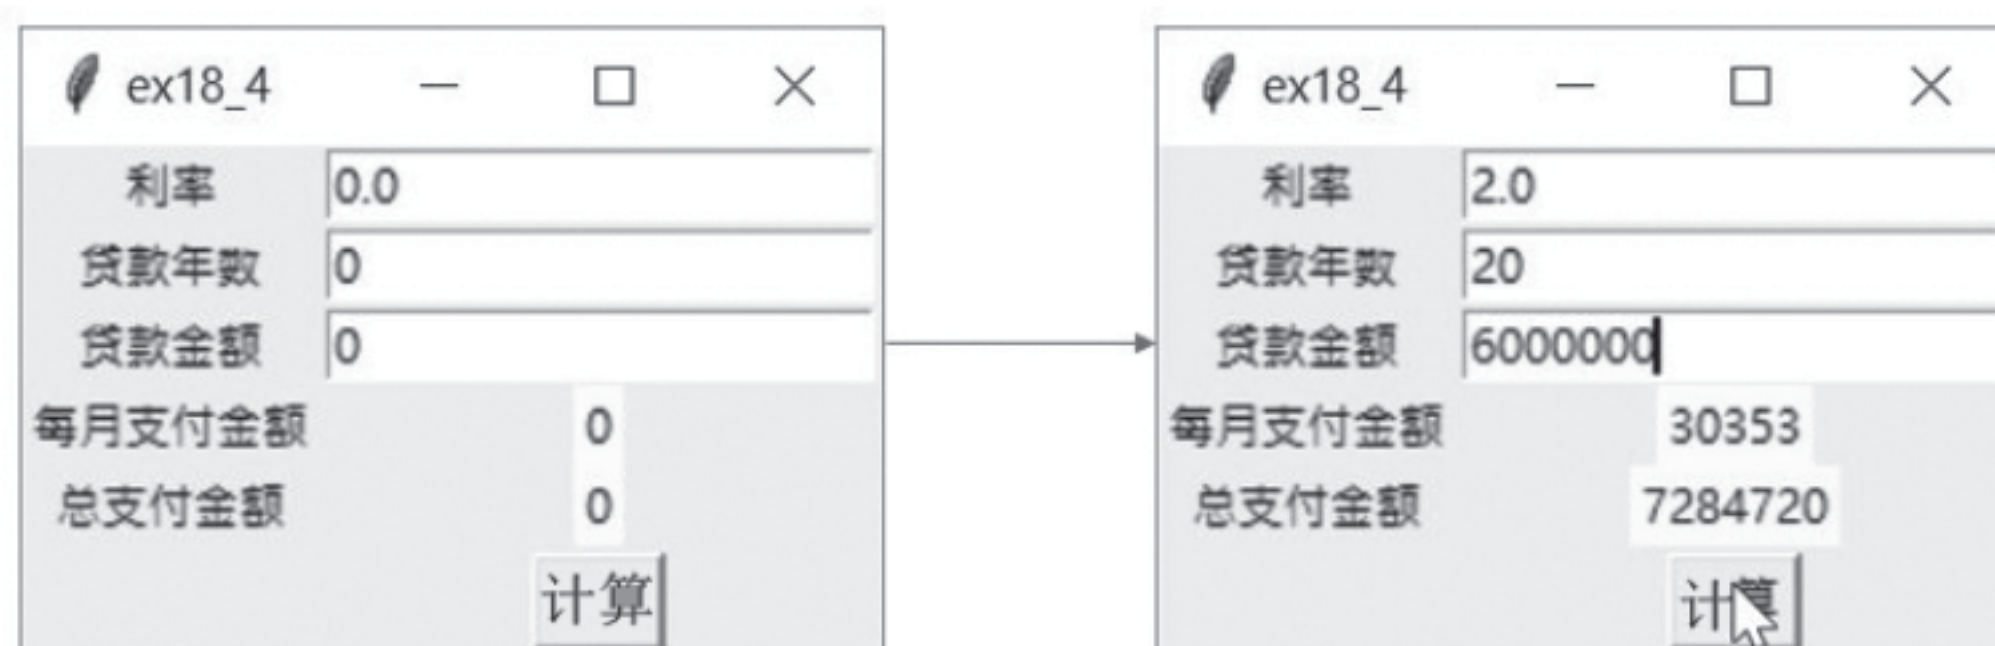 ex18_4
利率 0.0
贷款年数 0
贷款金额 0
每月支付金额 0
总支付金额 0
计算
ex18_4
利率 2.0
贷款年数 20
贷款金额 6000000
每月支付金额 30353
总支付金额 7284720
计算